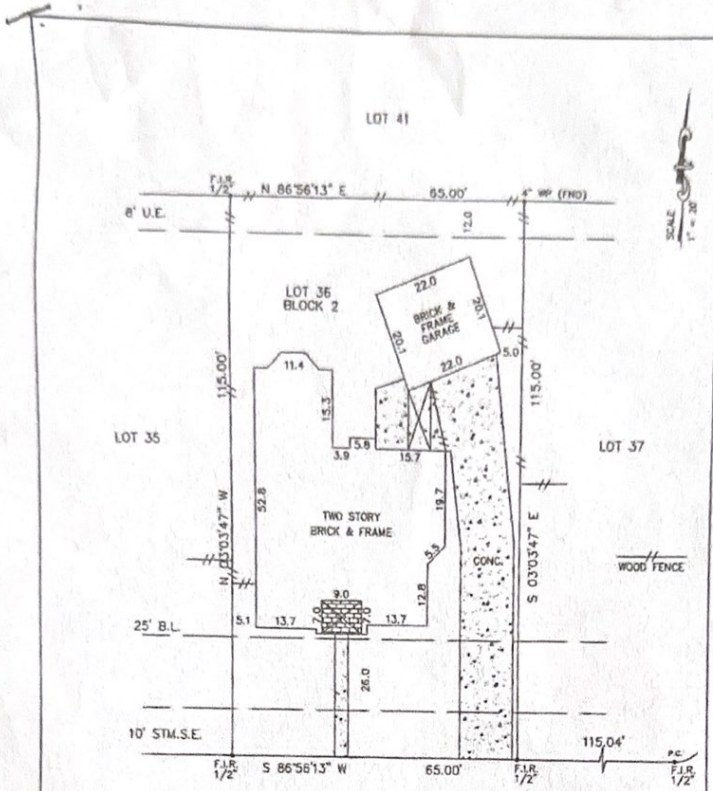 LOT 41
F.I.R.
1/2"
N 86°56'13" E
65.00'
4" WP (FND)
8' U.E.
12.0
SCALE
1" = 20'
LOT 36
BLOCK 2
22.0
BRICK &
FRAME
GARAGE
20.1
20.1
22.0
5.0
11.4
115.00'
115.00'
15.3
LOT 35
LOT 37
5.8
3.9
15.7
52.8
TWO STORY
BRICK & FRAME
19.7
N 03°03'47" W
S 03°03'47" E
5.5
CONC.
WOOD FENCE
12.8
9.0
7.0
7.0
25' B.L.
5.1
13.7
13.7
26.0
10' STM.S.E.
115.04'
P.C.
F.I.R.
1/2"
S 86°56'13" W
65.00'
F.I.R.
1/2"
F.I.R.
1/2"